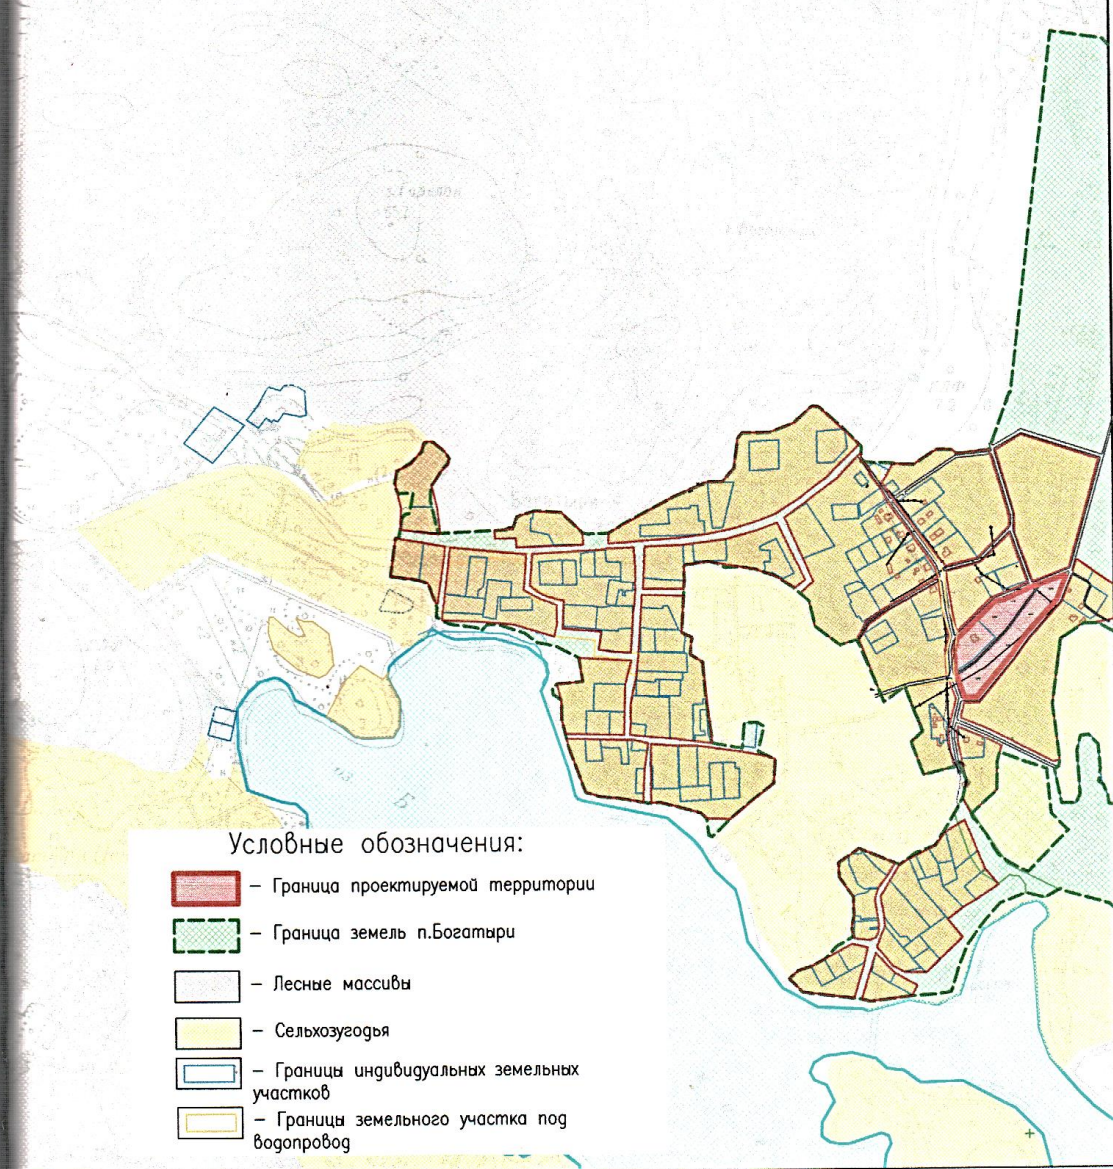 Условные обозначения:
– Граница проектируемой территории
– Граница земель п.Богатыри
– Лесные массивы
– Сельхозугодья
– Границы индивидуальных земельных
участков
– Границы земельного участка под
водопровод